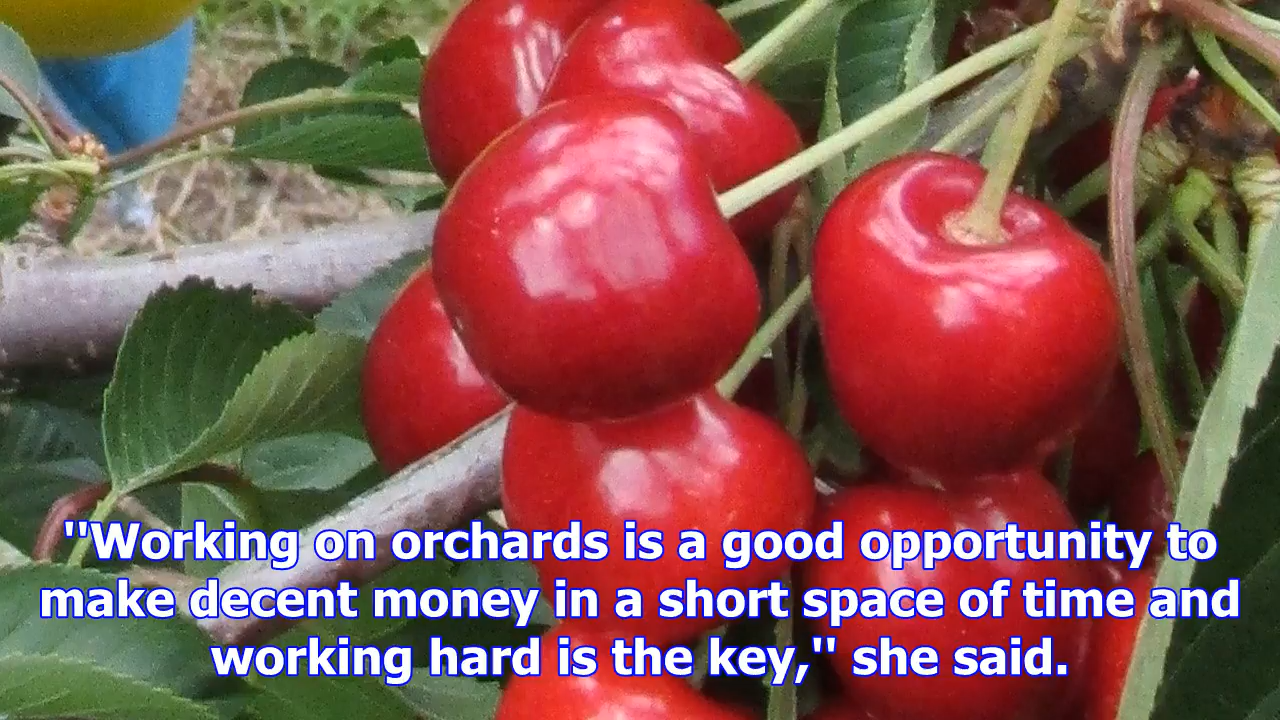 "Working on orchards is a good opportunity to
make decent money in a short space of time and
working hard is the key," she said.